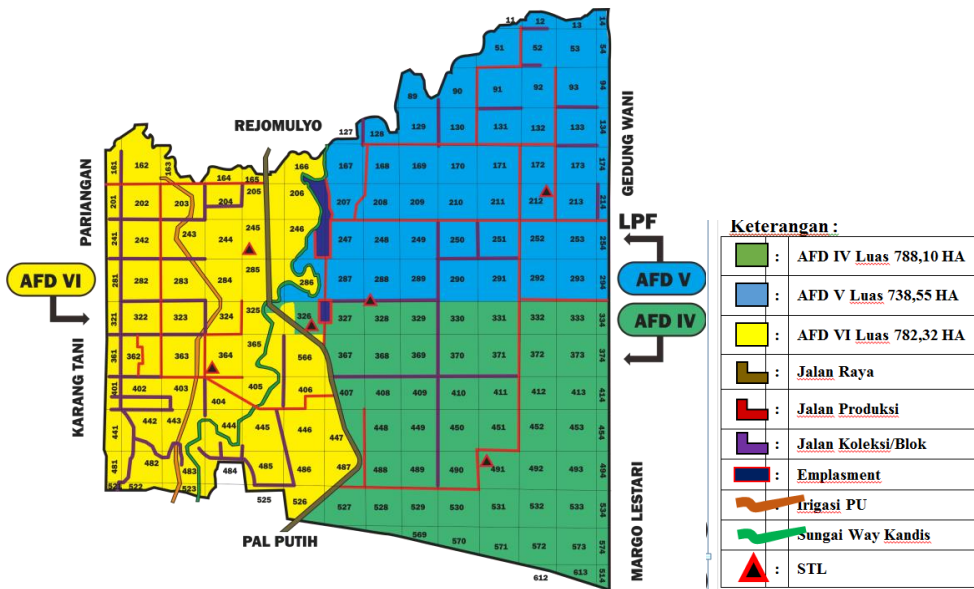 11 12 13 14
51 52 53 54
89 90 91 92 93 94
REJOMULYO
127 128 129 130 131 132 133 134
GEDUNG WANI
161 162 163 164 165 166 167 168 169 170 171 172 173 174
PARIANGAN
201 202 203 204 205 206 207 208 209 210 211 212 213 214
LPF
241 242 243 244 245 246 247 248 249 250 251 252 253 254
AFD VI
281 282 283 284 285 286 287 288 289 290 291 292 293 294
AFD V
321 322 323 324 325 326 327 328 329 330 331 332 333 334
AFD IV
KARANG TANI
361 362 363 364 365 566 367 368 369 370 371 372 373 374
401 402 403 404 405 406 407 408 409 410 411 412 413 414
441 442 443 444 445 446 447 448 449 450 451 452 453 454
481 482 483 484 485 486 487 488 489 490 491 492 493 494
522 523 525 526 527 528 529 530 531 532 533 534
PAL PUTIH
MARGO LESTARI
569 570 571 572 573 574
612 613 514
Keterangan :
: AFD IV Luas 788,10 HA
: AFD V Luas 738,55 HA
: AFD VI Luas 782,32 HA
: Jalan Raya
: Jalan Produksi
: Jalan Koleksi/Blok
: Emplasment
: Irigasi PU
: Sungai Way Kandis
: STL